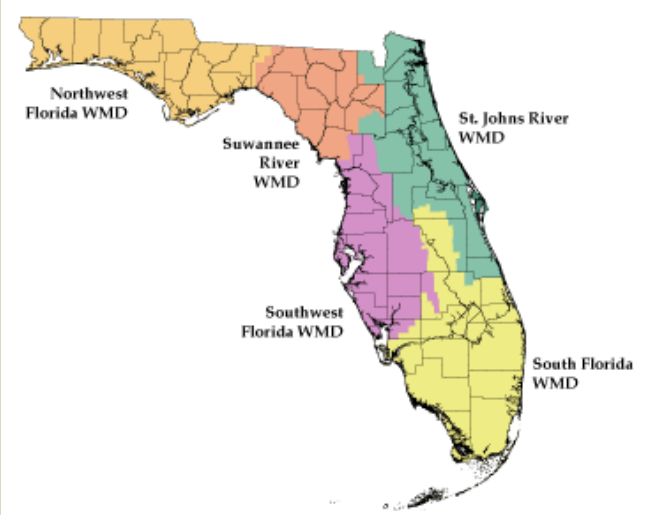 Northwest
Florida WMD
St. Johns River
WMD
Suwannee
River
WMD
Southwest
Florida WMD
South Florida
WMD